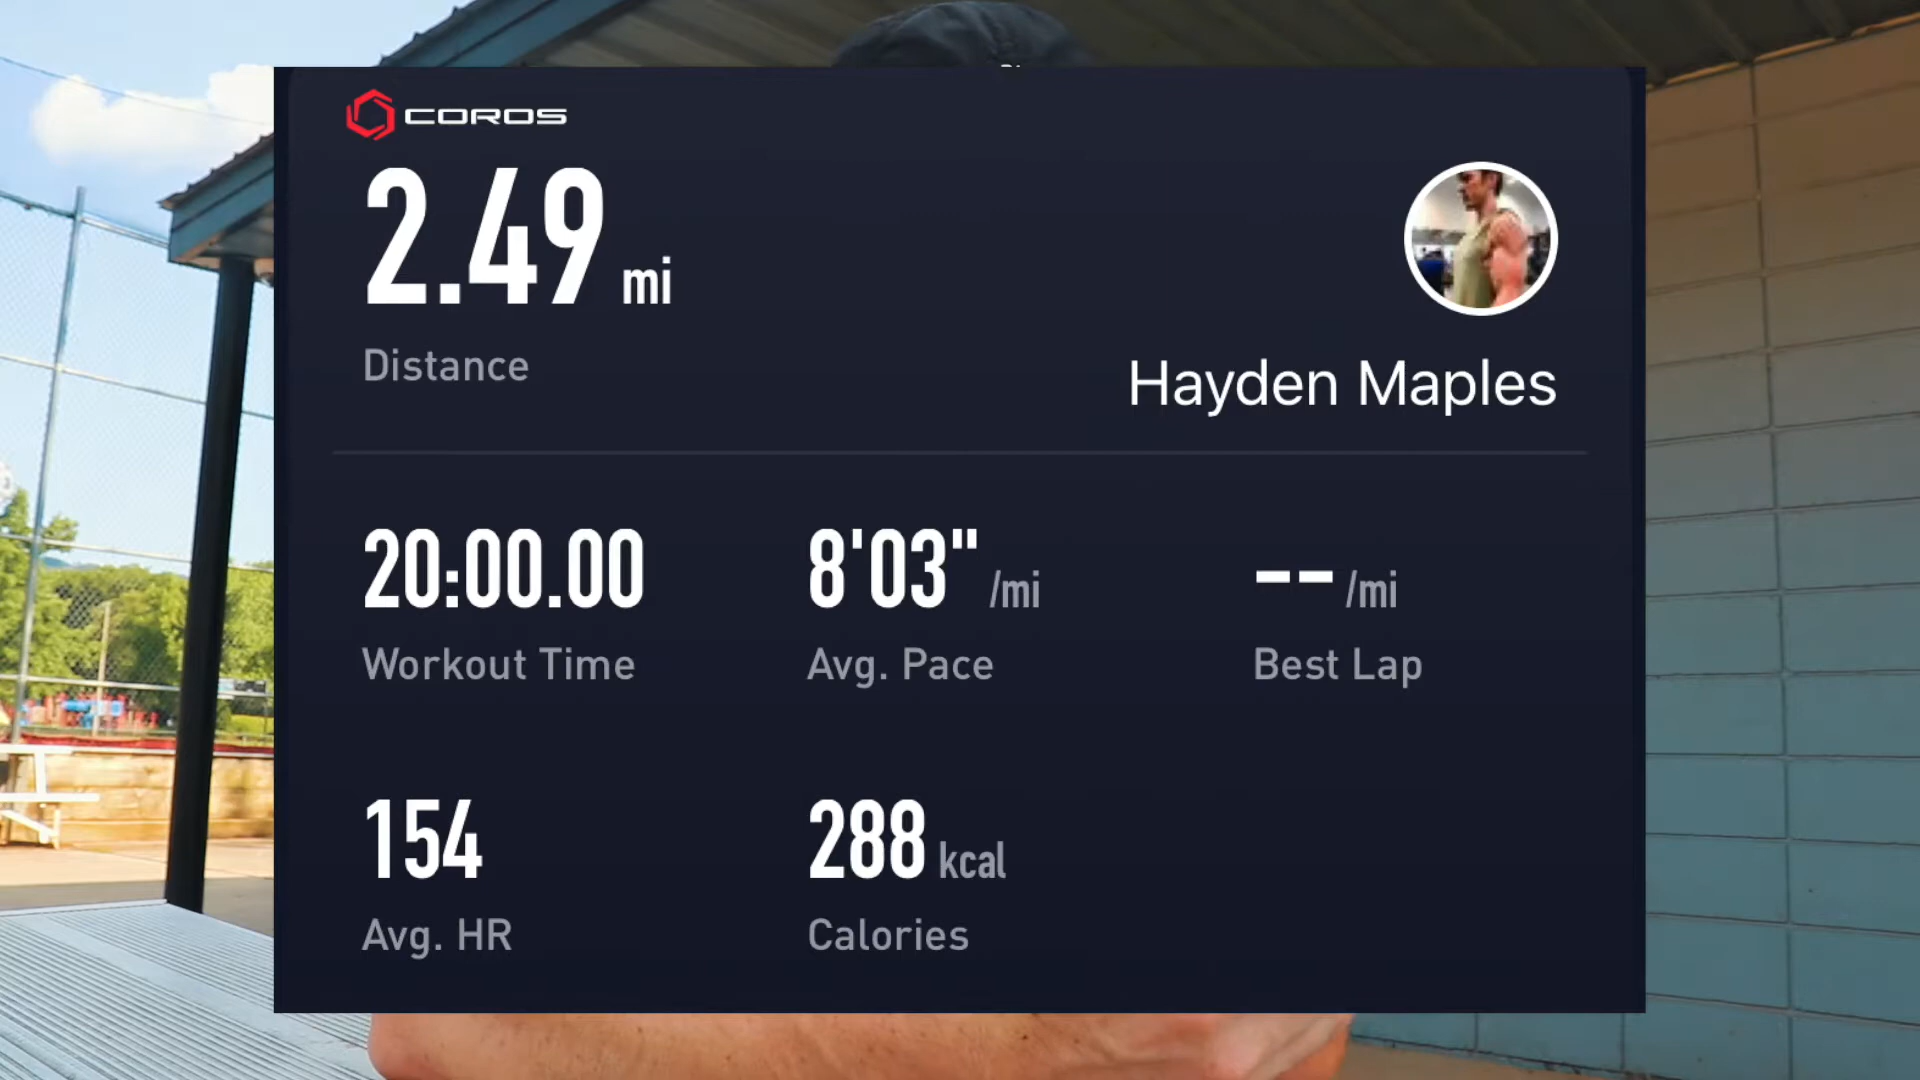 COROS
2.49 mi
Distance
Hayden Maples
20:00.00
Workout Time
8'03" /mi
Avg. Pace
-- /mi
Best Lap
154
Avg. HR
288 kcal
Calories